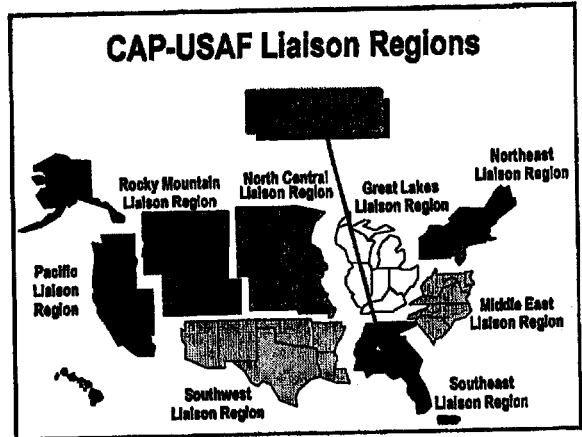 CAP-USAF Liaison Regions
Northeast
Liaison Region
Rocky Mountain
Liaison Region
North Central
Liaison Region
Great Lakes
Liaison Region
Pacific
Liaison
Region
Middle East
Liaison Region
Southwest
Liaison Region
Southeast
Liaison Region